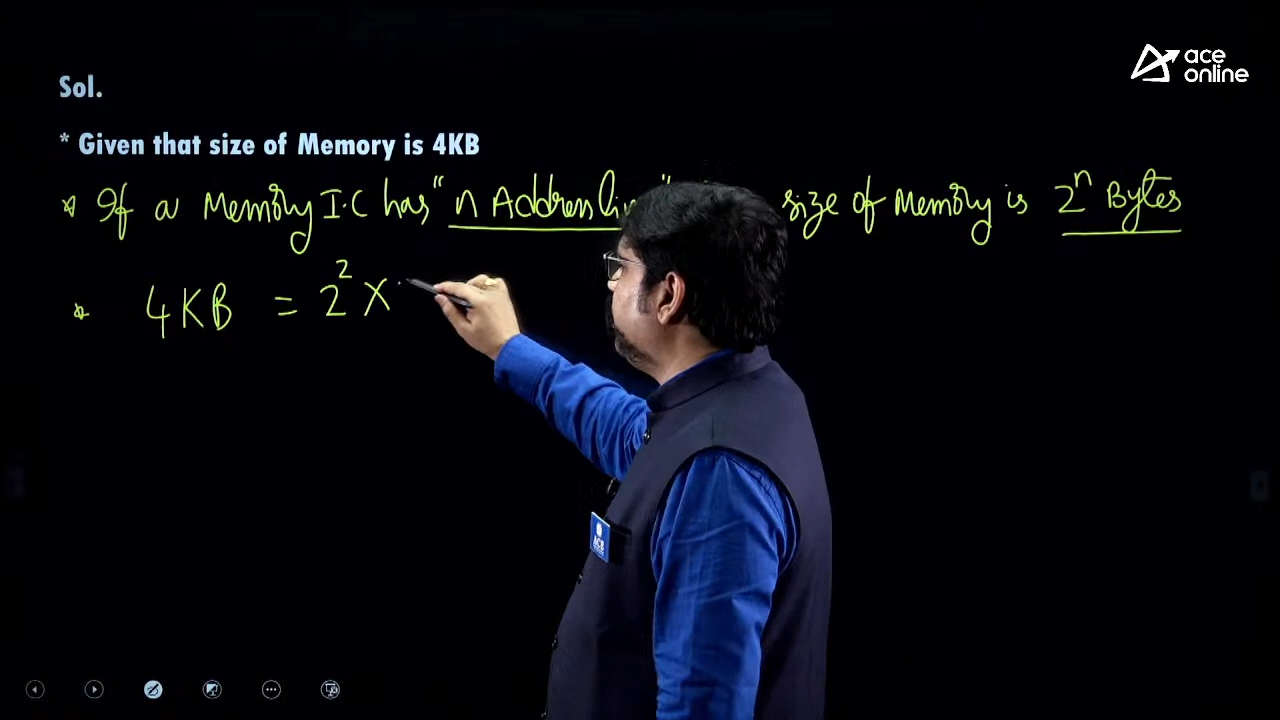 ace
online
Sol.
* Given that size of Memory is 4KB
* If a Memory I.C has "n Address lin " size of Memory is 2^n Bytes
* 4KB = 2^2 X
ACE